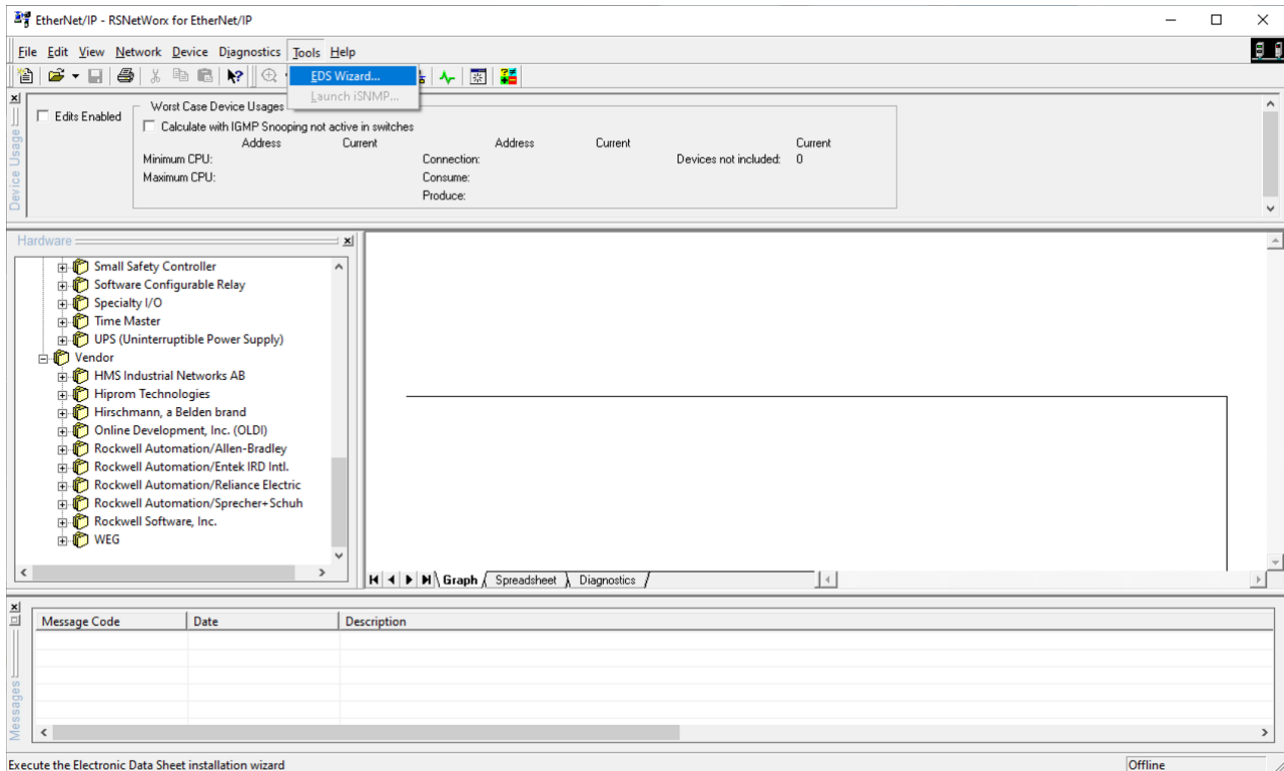 EtherNet/IP - RSNetWorx for EtherNet/IP
File Edit View Network Device Diagnostics Tools Help
EDS Wizard...
Launch iSNMP...
Device Usage
Edits Enabled
Worst Case Device Usages
Calculate with IGMP Snooping not active in switches
Address Current Address Current Current
Minimum CPU: Connection: Devices not included: 0
Maximum CPU: Consume:
Produce:
Hardware
Small Safety Controller
Software Configurable Relay
Specialty I/O
Time Master
UPS (Uninterruptible Power Supply)
Vendor
HMS Industrial Networks AB
Hiprom Technologies
Hirschmann, a Belden brand
Online Development, Inc. (OLDI)
Rockwell Automation/Allen-Bradley
Rockwell Automation/Entek IRD Intl.
Rockwell Automation/Reliance Electric
Rockwell Automation/Sprecher+Schuh
Rockwell Software, Inc.
WEG
Graph Spreadsheet Diagnostics
Messages
Message Code Date Description
Execute the Electronic Data Sheet installation wizard Offline